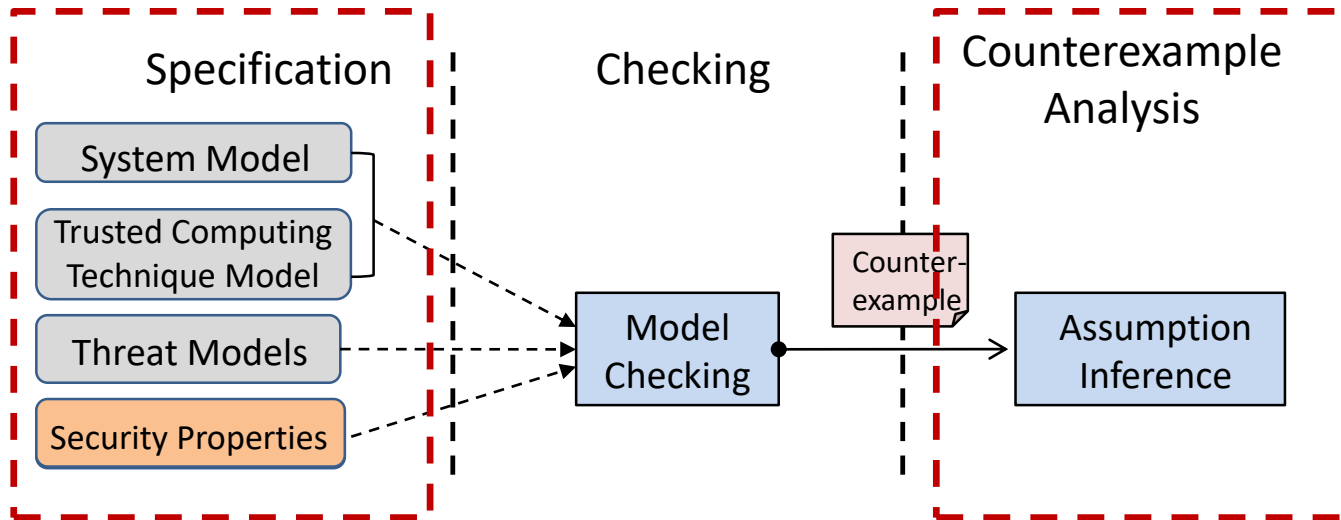 Specification
Checking
Counterexample
Analysis
System Model
Trusted Computing
Technique Model
Threat Models
Security Properties
Model
Checking
Counter-
example
Assumption
Inference